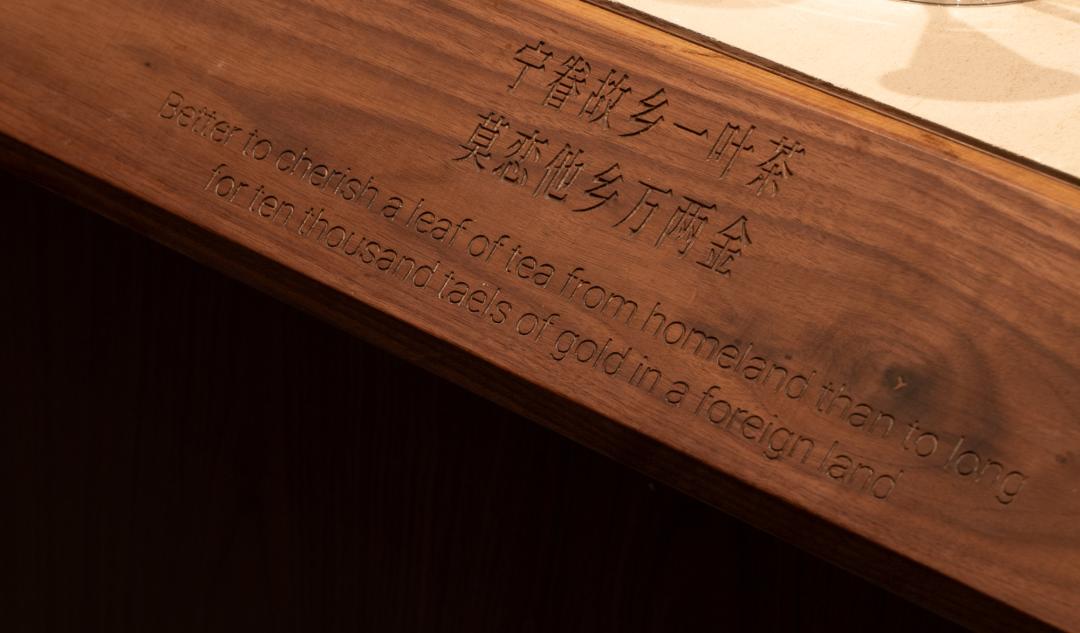 宁眷故乡一叶茶
莫恋他乡万两金
Better to cherish a leaf of tea from homeland than to long
for ten thousand taels of gold in a foreign land